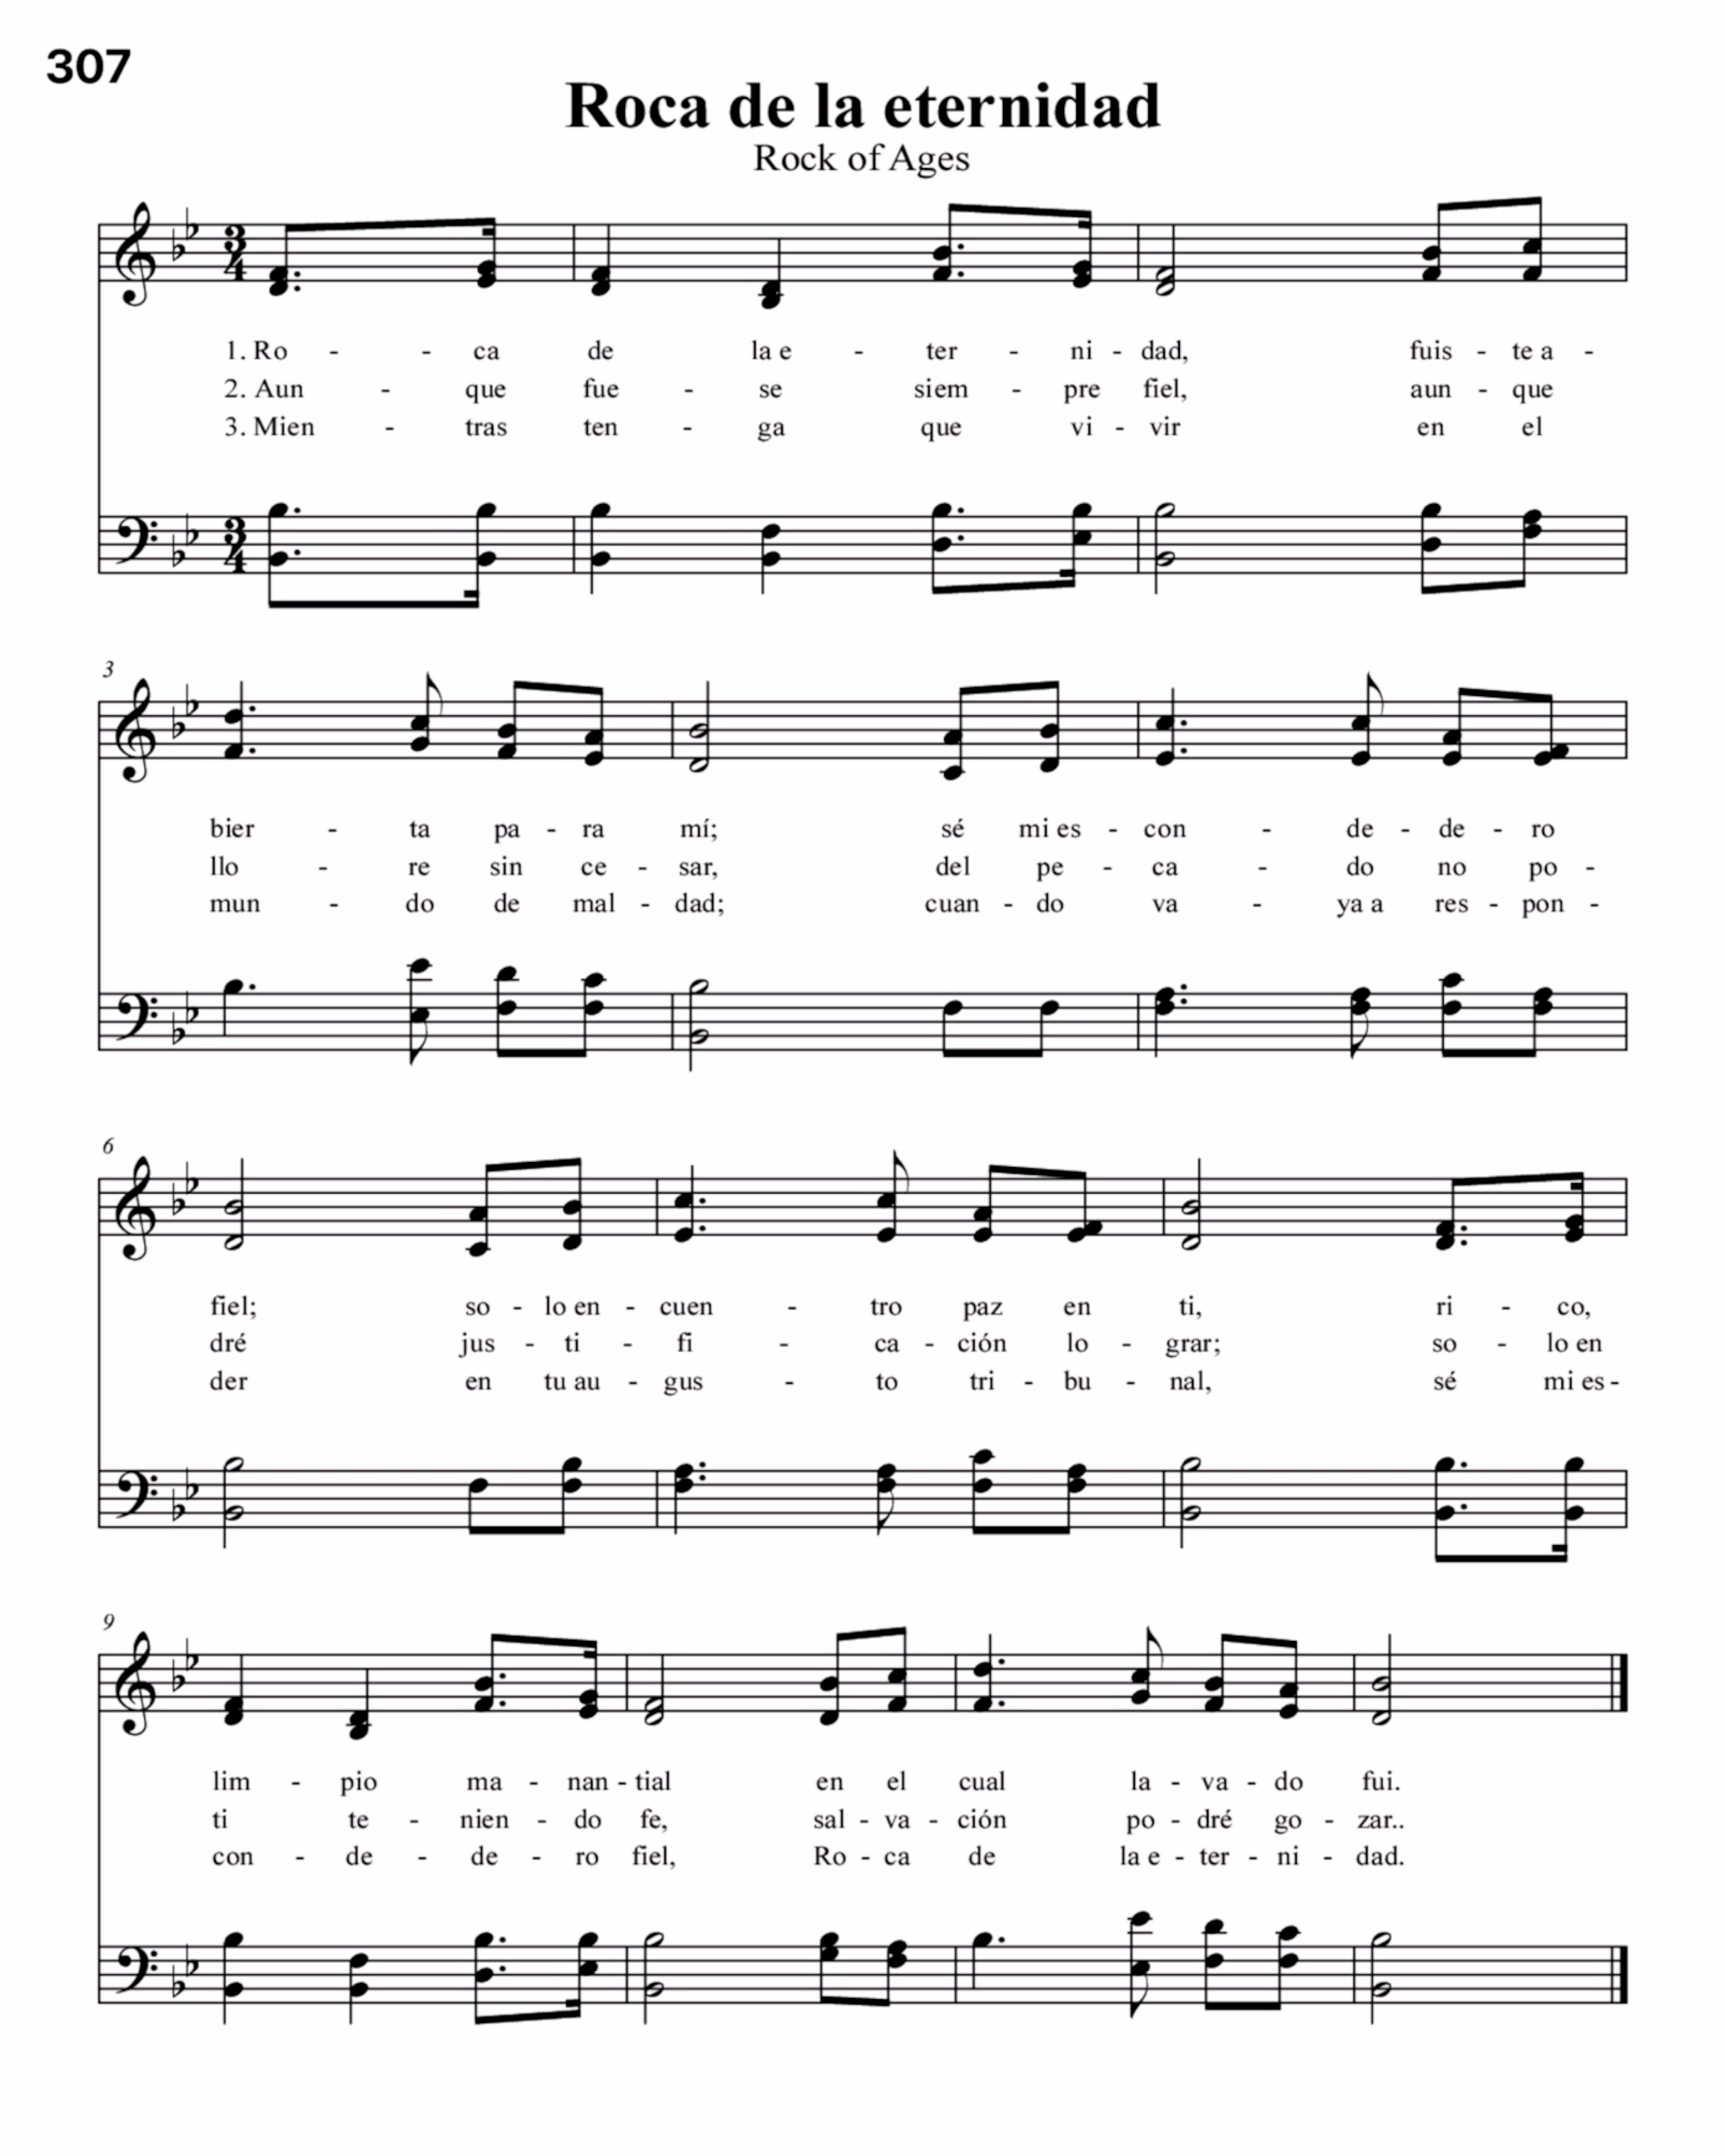 307
Roca de la eternidad
Rock of Ages
3
4
1. Ro - - ca de la e - ter - ni - dad, fuis - te a -
2. Aun - que fue - se siem - pre fiel, aun - que
3. Mien - tras ten - ga que vi - vir en el
3
4
3
bier - ta pa - ra mí; sé mi es - con - de - de - ro
llo - re sin ce - sar, del pe - ca - do no po -
mun - do de mal - dad; cuan - do va - ya a res - pon -
6
fiel; so - lo en - cuen - tro paz en ti, ri - co,
dré jus - ti - fi - ca - ción lo - grar; so - lo en
der en tu au - gus - to tri - bu - nal, sé mi es -
9
lim - pio ma - nan - tial en el cual la - va - do fui.
ti te - nien - do fe, sal - va - ción po - dré go - zar..
con - de - de - ro fiel, Ro - ca de la e - ter - ni - dad.